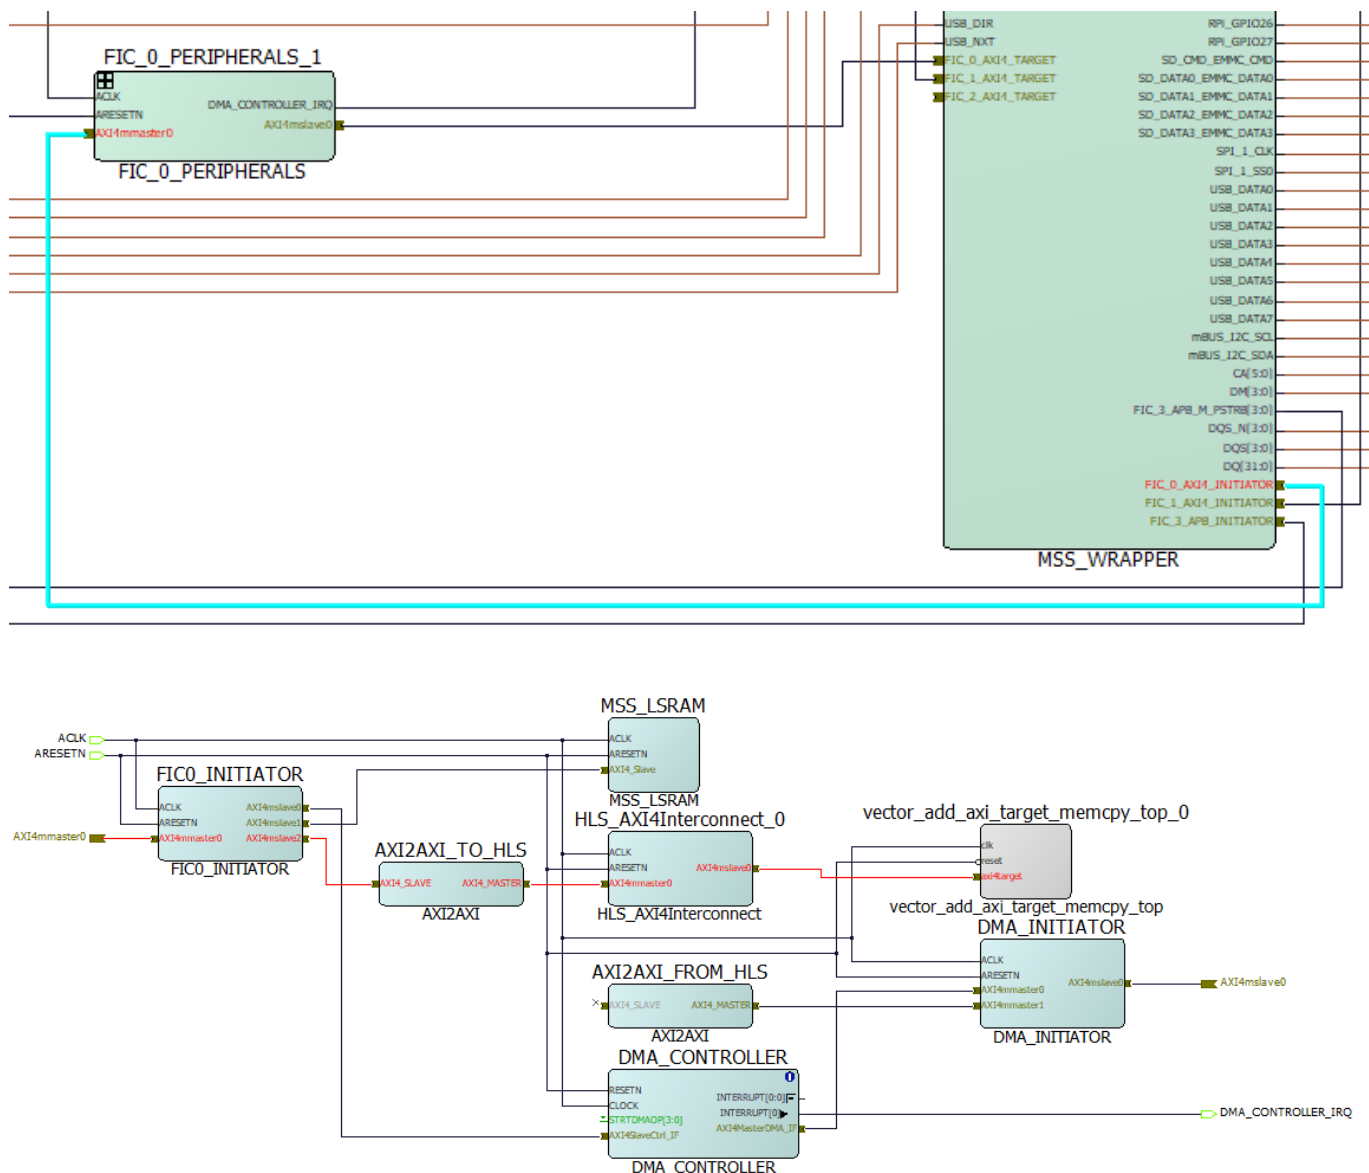 FIC_0_PERIPHERALS_1
ACLK
ARESETN
AXI4mmaster0
DMA_CONTROLLER_IRQ
AXI4mslave0
FIC_0_PERIPHERALS
USB_DIR
USB_NXT
FIC_0_AXI4_TARGET
FIC_1_AXI4_TARGET
FIC_2_AXI4_TARGET
RPI_GPIO26
RPI_GPIO27
SD_CMD_EMMC_CMD
SD_DATA0_EMMC_DATA0
SD_DATA1_EMMC_DATA1
SD_DATA2_EMMC_DATA2
SD_DATA3_EMMC_DATA3
SPI_1_CLK
SPI_1_SS0
USB_DATA0
USB_DATA1
USB_DATA2
USB_DATA3
USB_DATA4
USB_DATA5
USB_DATA6
USB_DATA7
mBUS_I2C_SCL
mBUS_I2C_SDA
CA[5:0]
DM[3:0]
FIC_3_APB_M_PSTRB[3:0]
DQS_N[3:0]
DQS[3:0]
DQ[31:0]
FIC_0_AXI4_INITIATOR
FIC_1_AXI4_INITIATOR
FIC_3_APB_INITIATOR
MSS_WRAPPER
ACLK
ARESETN
AXI4mmaster0
FIC0_INITIATOR
ACLK
ARESETN
AXI4mmaster0
AXI4mslave0
AXI4mslave1
AXI4mslave2
FIC0_INITIATOR
MSS_LSRAM
ACLK
ARESETN
AXI4_Slave
MSS_LSRAM
AXI2AXI_TO_HLS
AXI4_SLAVE
AXI4_MASTER
AXI2AXI
HLS_AXI4Interconnect_0
ACLK
ARESETN
AXI4mmaster0
AXI4mslave0
HLS_AXI4Interconnect
vector_add_axi_target_memcpy_top_0
clk
reset
axi4target
vector_add_axi_target_memcpy_top
AXI2AXI_FROM_HLS
AXI4_SLAVE
AXI4_MASTER
AXI2AXI
DMA_INITIATOR
ACLK
ARESETN
AXI4mmaster0
AXI4mmaster1
AXI4mslave0
DMA_INITIATOR
AXI4mslave0
DMA_CONTROLLER
RESETN
CLOCK
STRTDMAOP[3:0]
AXI4SlaveCtrl_IF
INTERRUPT[0:0]
INTERRUPT[0]
AXI4MasterDMA_IF
DMA_CONTROLLER
DMA_CONTROLLER_IRQ